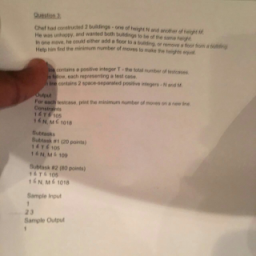 Question 5
Chef had constructed 2 buildings - one of height N and another of height M.
He was unhappy, and wanted both buildings to be of the same height.
In one move, he could either add a floor to a building, or remove a floor from a building.
Help him find the minimum number of moves to make the heights equal.
contains a positive integer T - the total number of testcases
follow, each representing a test case.
line contains 2 space-separated positive integers - N and M.
Output
For each testcase, print the minimum number of moves on a new line.
Constraints
1 ≤ T ≤ 105
1 ≤ N, M ≤ 1018
Subtasks
Subtask #1 (20 points)
1 ≤ T ≤ 100
1 ≤ N, M ≤ 109
Subtask #2 (80 points)
1 ≤ T ≤ 105
1 ≤ N, M ≤ 1018
Sample Input
1
2 3
Sample Output
1